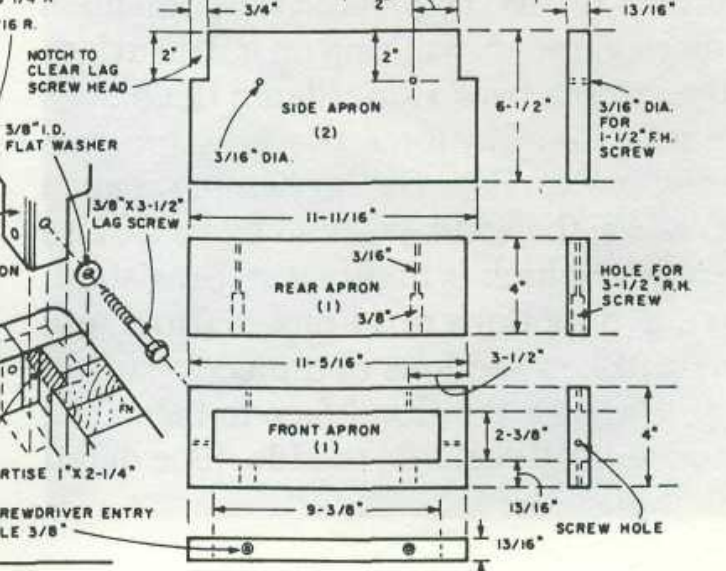 16 R.
3/4"
2"
13/16"
NOTCH TO
CLEAR LAG
SCREW HEAD
2"
2"
SIDE APRON
(2)
6-1/2"
3/16" DIA.
FOR
1-1/2" F.H.
SCREW
3/8" I.D.
FLAT WASHER
3/16" DIA.
3/8" X 3-1/2"
LAG SCREW
11-11/16"
ON
3/16"
REAR APRON
(1)
3/8"
4"
HOLE FOR
3-1/2" R.H.
SCREW
11-5/16"
3-1/2"
FRONT APRON
(1)
2-3/8"
4"
RTISE 1" X 2-1/4"
9-3/8"
13/16"
SCREW HOLE
REWDRIVER ENTRY
LE 3/8"
13/16"